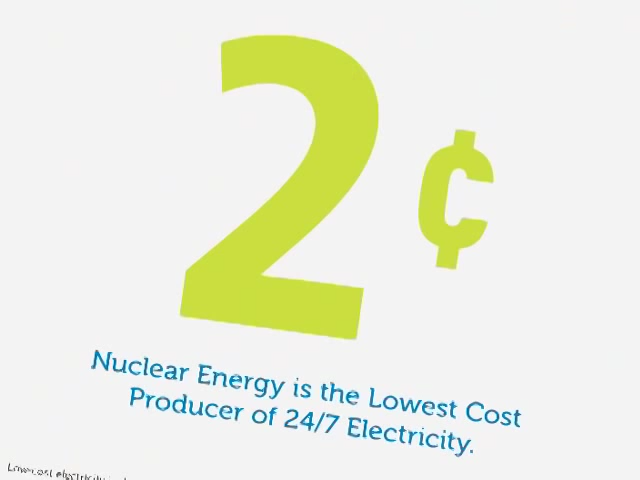 2¢
Nuclear Energy is the Lowest Cost
Producer of 24/7 Electricity.